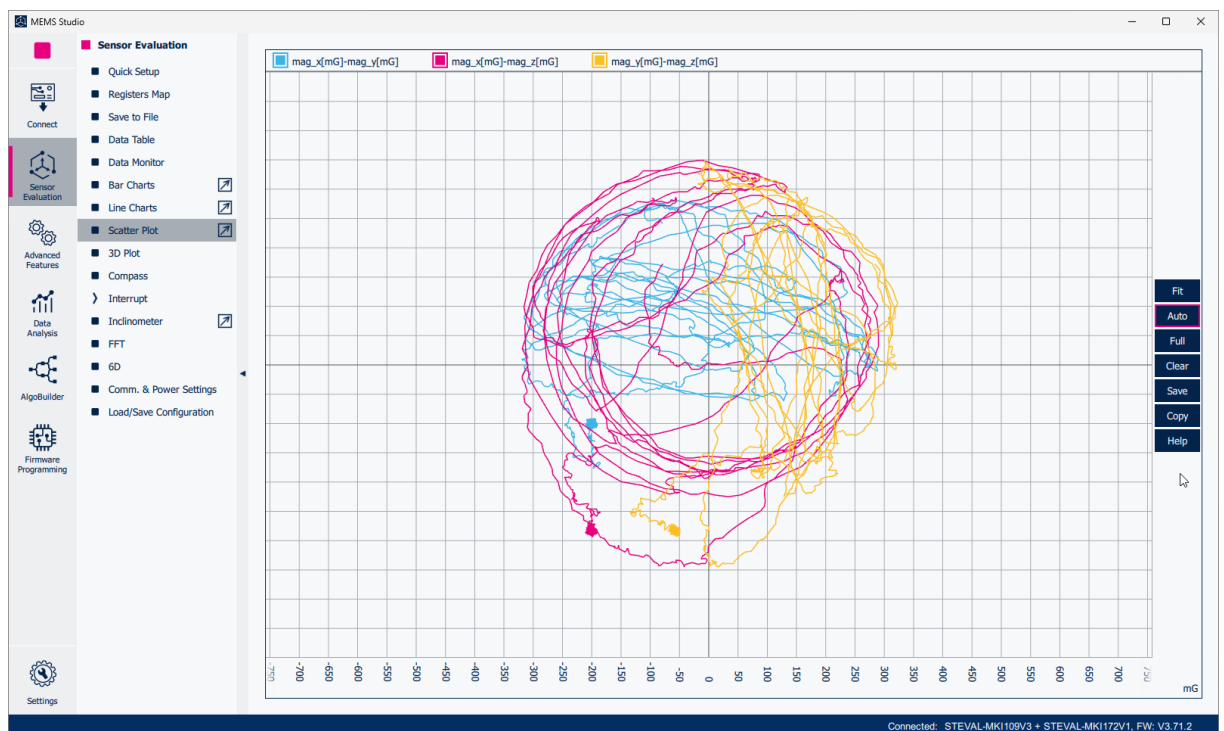 MEMS Studio
Connect
Sensor
Evaluation
Advanced
Features
Data
Analysis
AlgoBuilder
Firmware
Programming
Settings
Sensor Evaluation
Quick Setup
Registers Map
Save to File
Data Table
Data Monitor
Bar Charts
Line Charts
Scatter Plot
3D Plot
Compass
Interrupt
Inclinometer
FFT
6D
Comm. & Power Settings
Load/Save Configuration
mag_x[mG]-mag_y[mG] mag_x[mG]-mag_z[mG] mag_y[mG]-mag_z[mG]
Fit
Auto
Full
Clear
Save
Copy
Help
-750 -700 -650 -600 -550 -500 -450 -400 -350 -300 -250 -200 -150 -100 -50 0 50 100 150 200 250 300 350 400 450 500 550 600 650 700 750
mG
Connected: STEVAL-MKI109V3 + STEVAL-MKI172V1, FW: V3.71.2